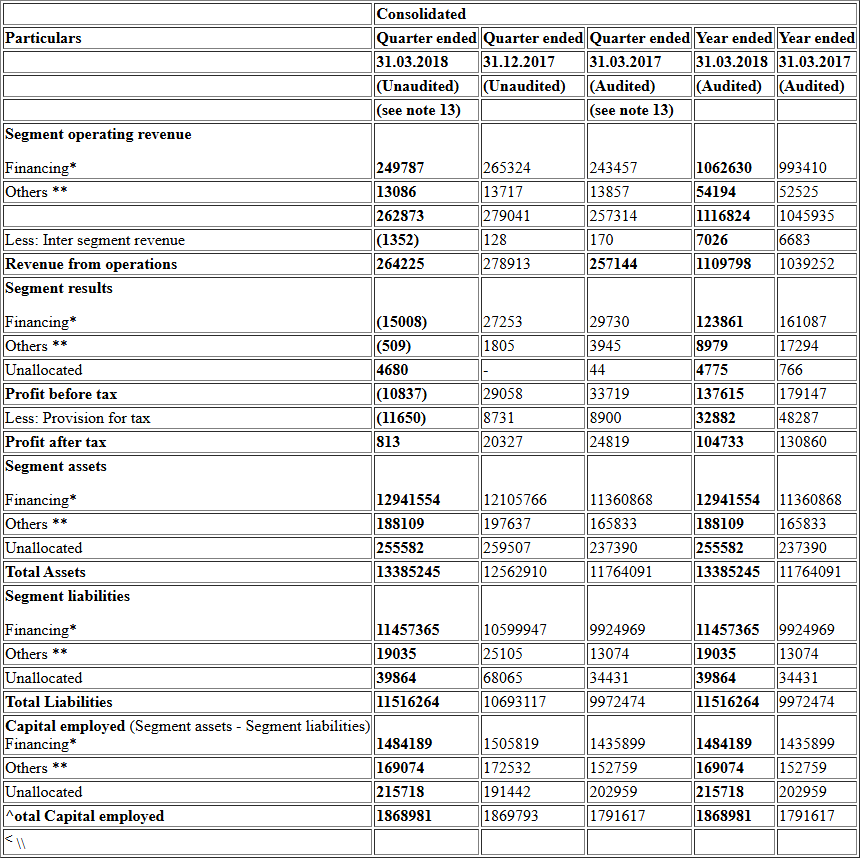 Consolidated
Particulars Quarter ended Quarter ended Quarter ended Year ended Year ended
31.03.2018 31.12.2017 31.03.2017 31.03.2018 31.03.2017
(Unaudited) (Unaudited) (Audited) (Audited) (Audited)
(see note 13) (see note 13)
Segment operating revenue
Financing* 249787 265324 243457 1062630 993410
Others ** 13086 13717 13857 54194 52525
262873 279041 257314 1116824 1045935
Less: Inter segment revenue (1352) 128 170 7026 6683
Revenue from operations 264225 278913 257144 1109798 1039252
Segment results
Financing* (15008) 27253 29730 123861 161087
Others ** (509) 1805 3945 8979 17294
Unallocated 4680 - 44 4775 766
Profit before tax (10837) 29058 33719 137615 179147
Less: Provision for tax (11650) 8731 8900 32882 48287
Profit after tax 813 20327 24819 104733 130860
Segment assets
Financing* 12941554 12105766 11360868 12941554 11360868
Others ** 188109 197637 165833 188109 165833
Unallocated 255582 259507 237390 255582 237390
Total Assets 13385245 12562910 11764091 13385245 11764091
Segment liabilities
Financing* 11457365 10599947 9924969 11457365 9924969
Others ** 19035 25105 13074 19035 13074
Unallocated 39864 68065 34431 39864 34431
Total Liabilities 11516264 10693117 9972474 11516264 9972474
Capital employed (Segment assets - Segment liabilities)
Financing* 1484189 1505819 1435899 1484189 1435899
Others ** 169074 172532 152759 169074 152759
Unallocated 215718 191442 202959 215718 202959
^otal Capital employed 1868981 1869793 1791617 1868981 1791617
< \\